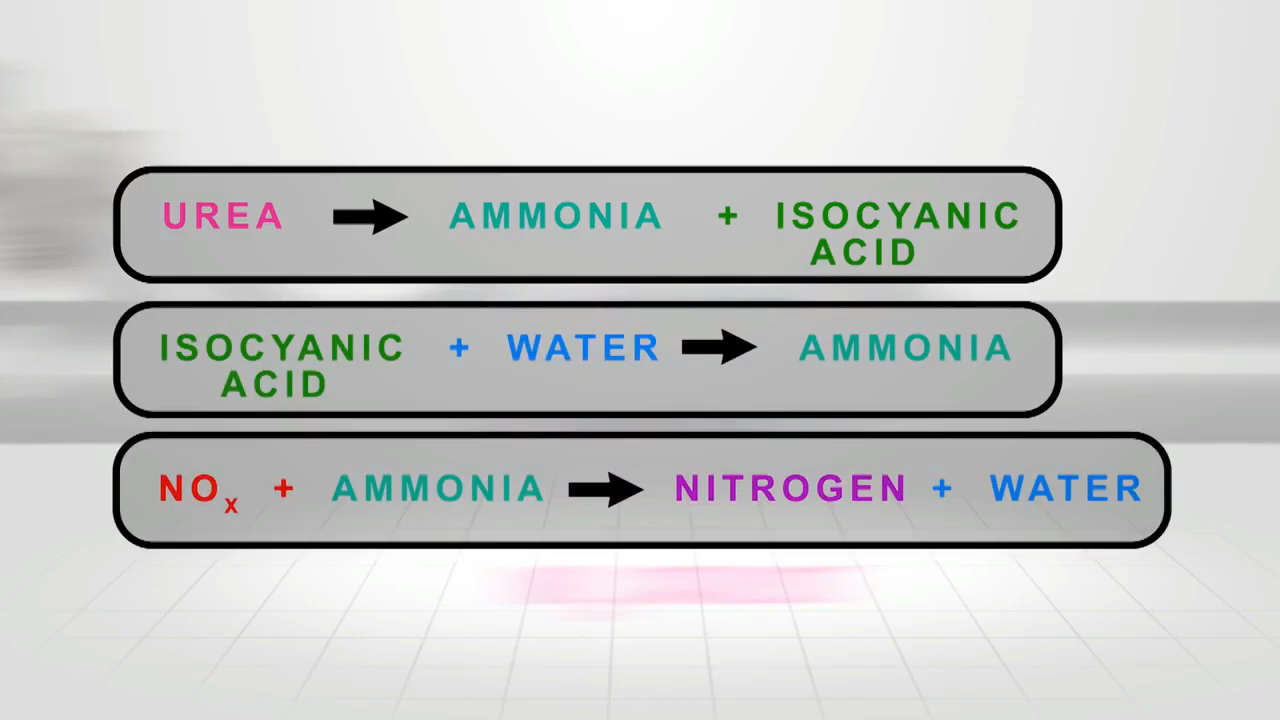 UREA → AMMONIA + ISOCYANIC
ACID
ISOCYANIC + WATER → AMMONIA
ACID
NOx + AMMONIA → NITROGEN + WATER